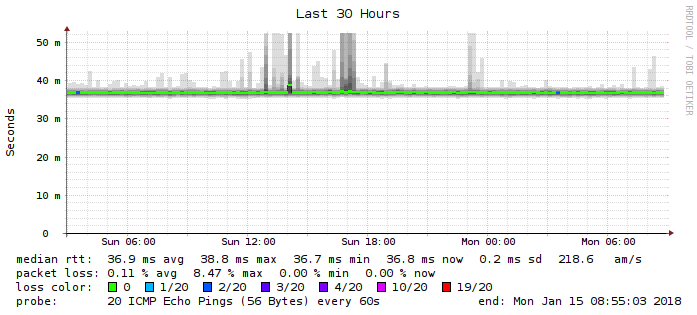 Last 30 Hours
RRDTOOL / TOBI OETIKER
Seconds
50 m
40 m
30 m
20 m
10 m
0
Sun 06:00 Sun 12:00 Sun 18:00 Mon 00:00 Mon 06:00
median rtt: 36.9 ms avg 38.8 ms max 36.7 ms min 36.8 ms now 0.2 ms sd 218.6 am/s
packet loss: 0.11 % avg 8.47 % max 0.00 % min 0.00 % now
loss color: 0 1/20 2/20 3/20 4/20 10/20 19/20
probe: 20 ICMP Echo Pings (56 Bytes) every 60s end: Mon Jan 15 08:55:03 2018